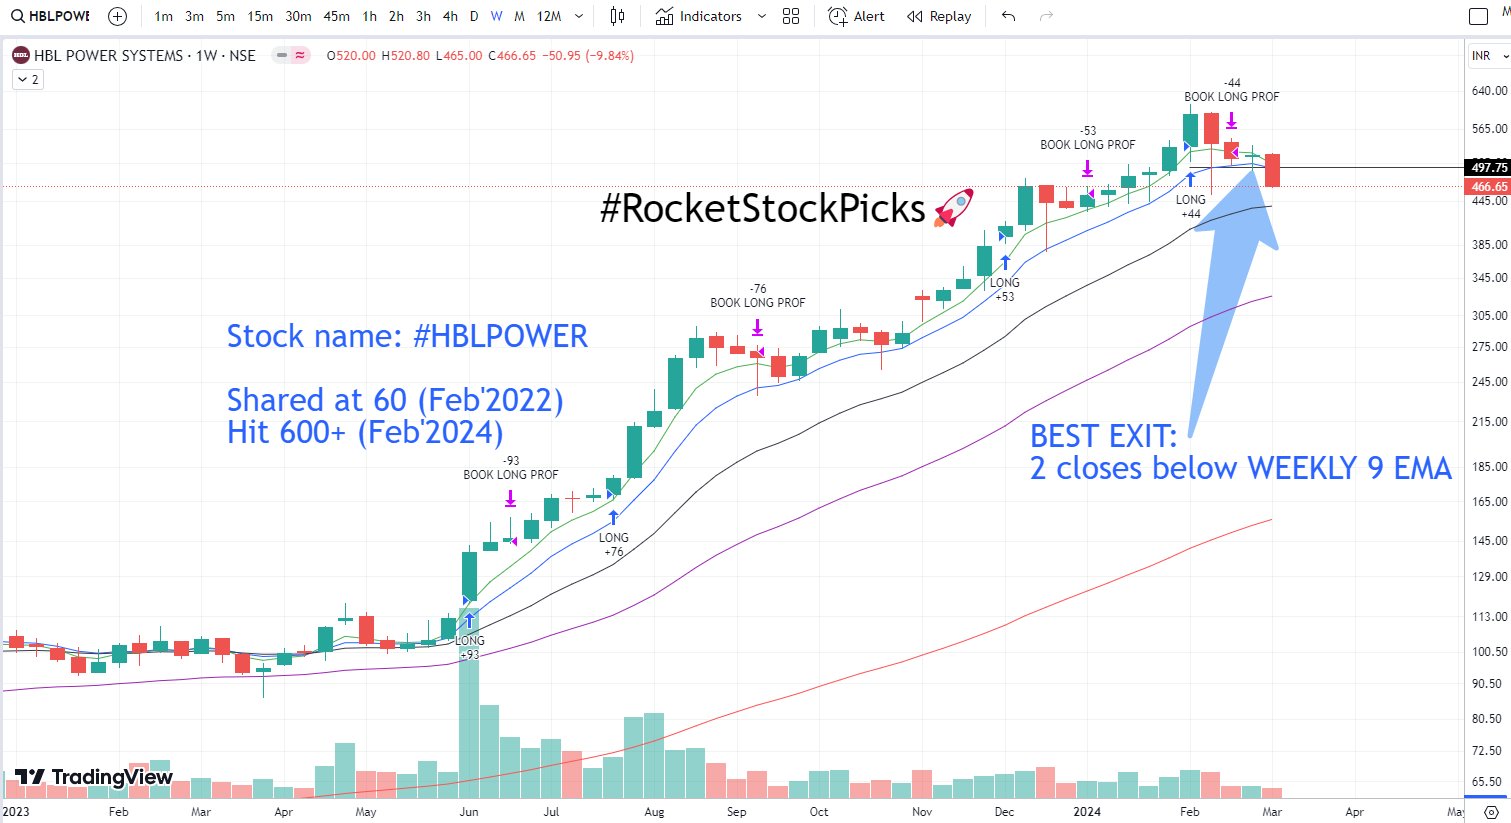 HBLPOWE
1m 3m 5m 15m 30m 45m 1h 2h 3h 4h D W M 12M
Indicators
Alert
Replay
HBL POWER SYSTEMS · 1W · NSE
O520.00 H520.80 L465.00 C466.65 −50.95 (−9.84%)
2
INR
640.00
565.00
497.75
466.65
445.00
385.00
345.00
305.00
275.00
245.00
215.00
185.00
165.00
145.00
129.00
113.00
100.50
90.50
80.50
72.50
65.50
-44
BOOK LONG PROF
-53
BOOK LONG PROF
#RocketStockPicks
LONG
+44
LONG
+53
-76
BOOK LONG PROF
Stock name: #HBLPOWER
Shared at 60 (Feb'2022)
Hit 600+ (Feb'2024)
BEST EXIT:
2 closes below WEEKLY 9 EMA
-93
BOOK LONG PROF
LONG
+76
LONG
+93
TradingView
2023 Feb Mar Apr May Jun Jul Aug Sep Oct Nov Dec 2024 Feb Mar Apr